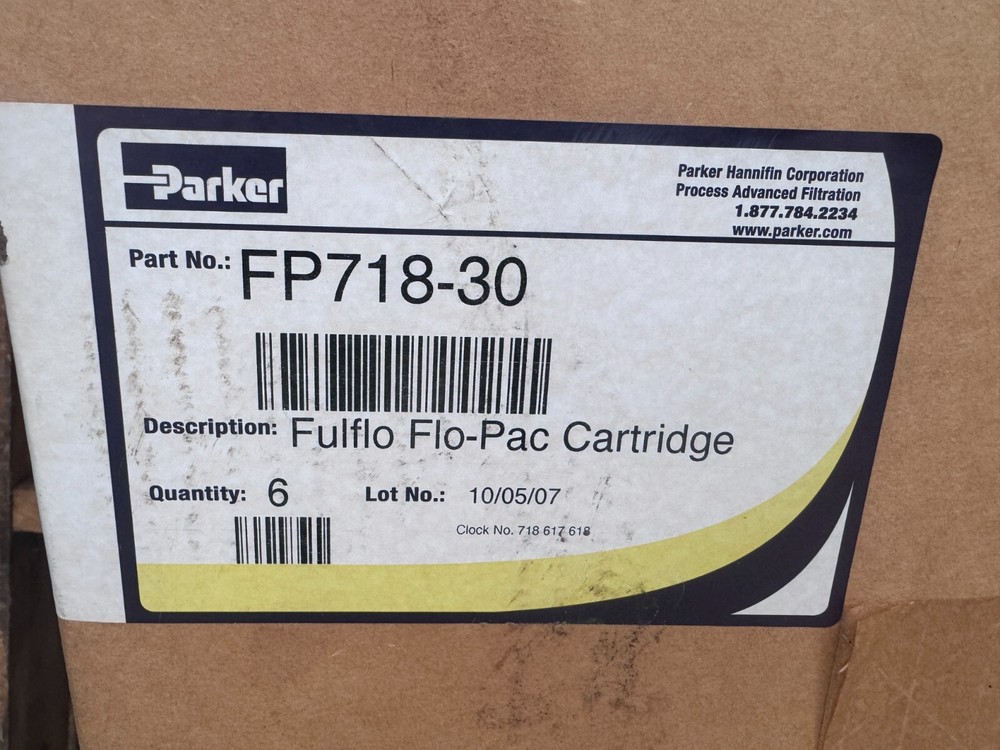 Parker
Parker Hannifin Corporation
Process Advanced Filtration
1.877.784.2234
www.parker.com
Part No.: FP718-30
Description: Fulflo Flo-Pac Cartridge
Quantity: 6 Lot No.: 10/05/07
Clock No. 718 617 618